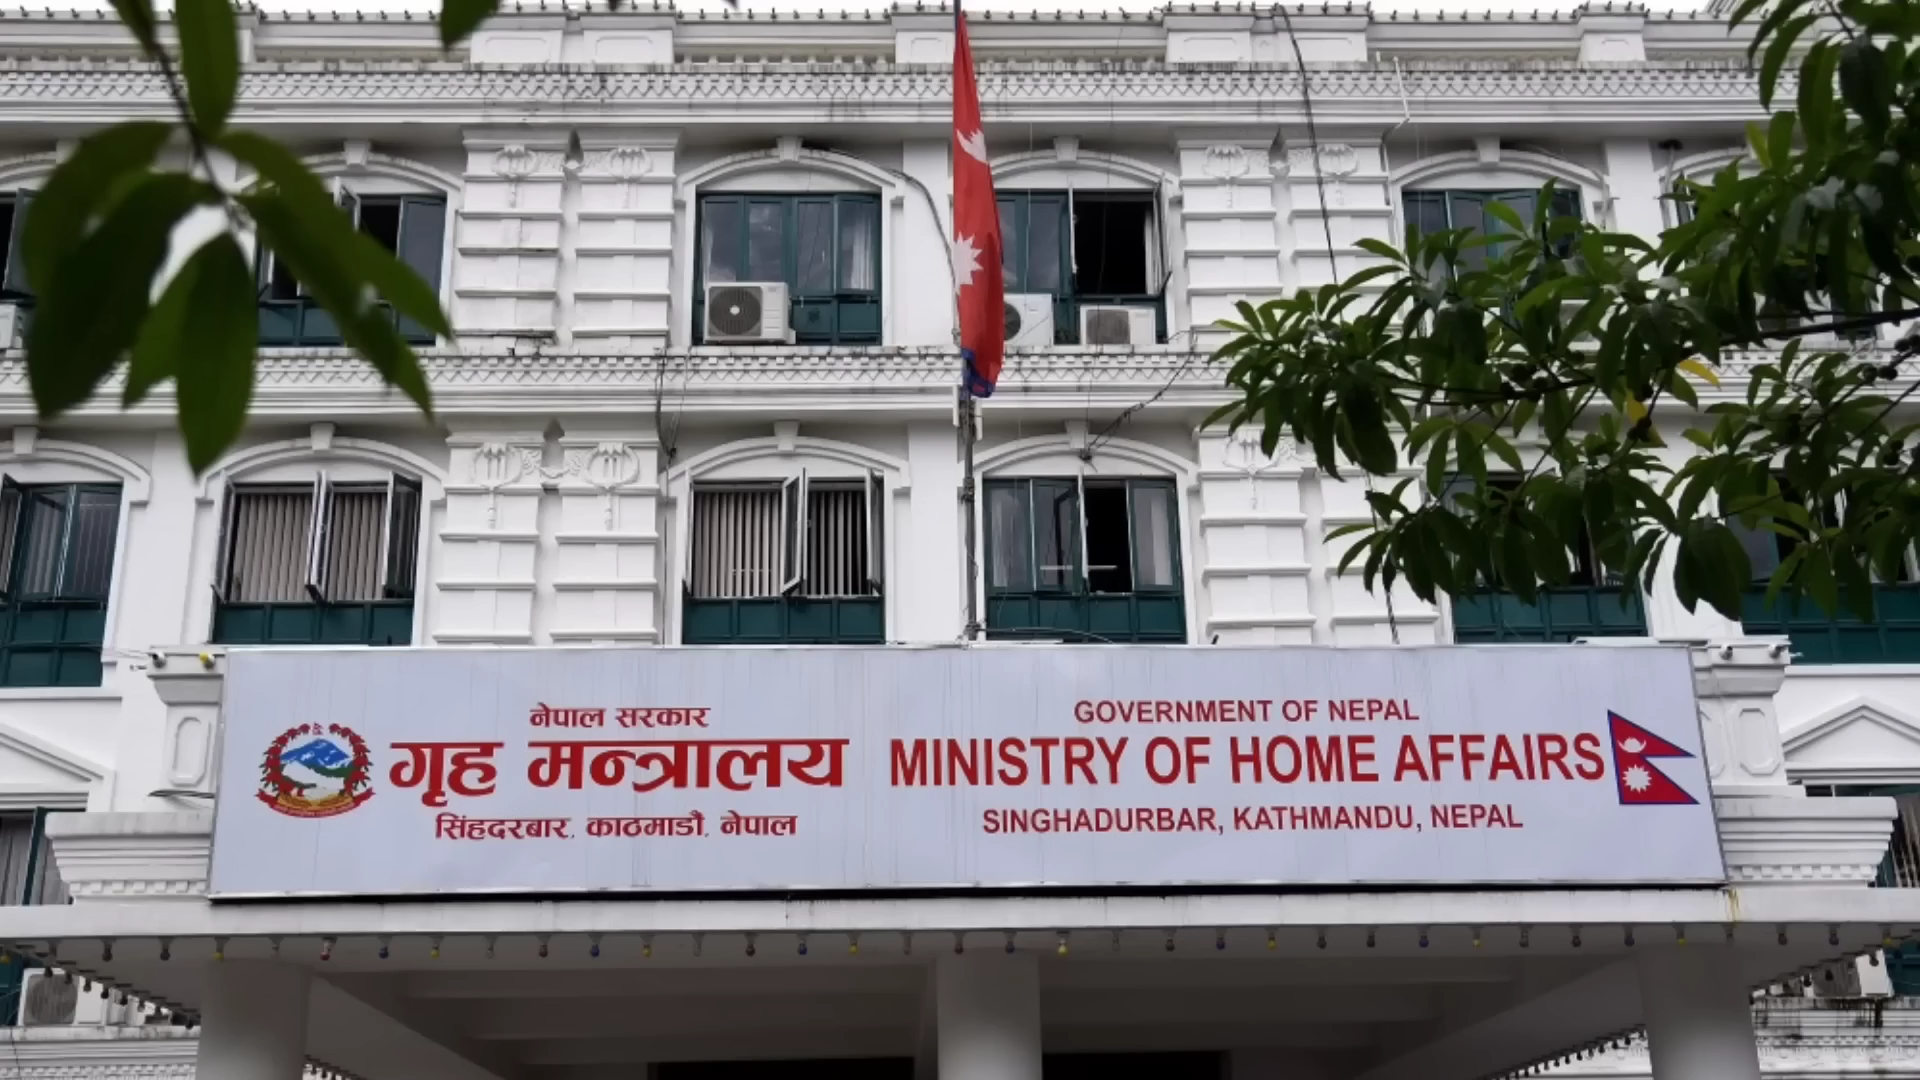 नेपाल सरकार
गृह मन्त्रालय
सिंहदरबार, काठमाडौं, नेपाल
GOVERNMENT OF NEPAL
MINISTRY OF HOME AFFAIRS
SINGHADURBAR, KATHMANDU, NEPAL